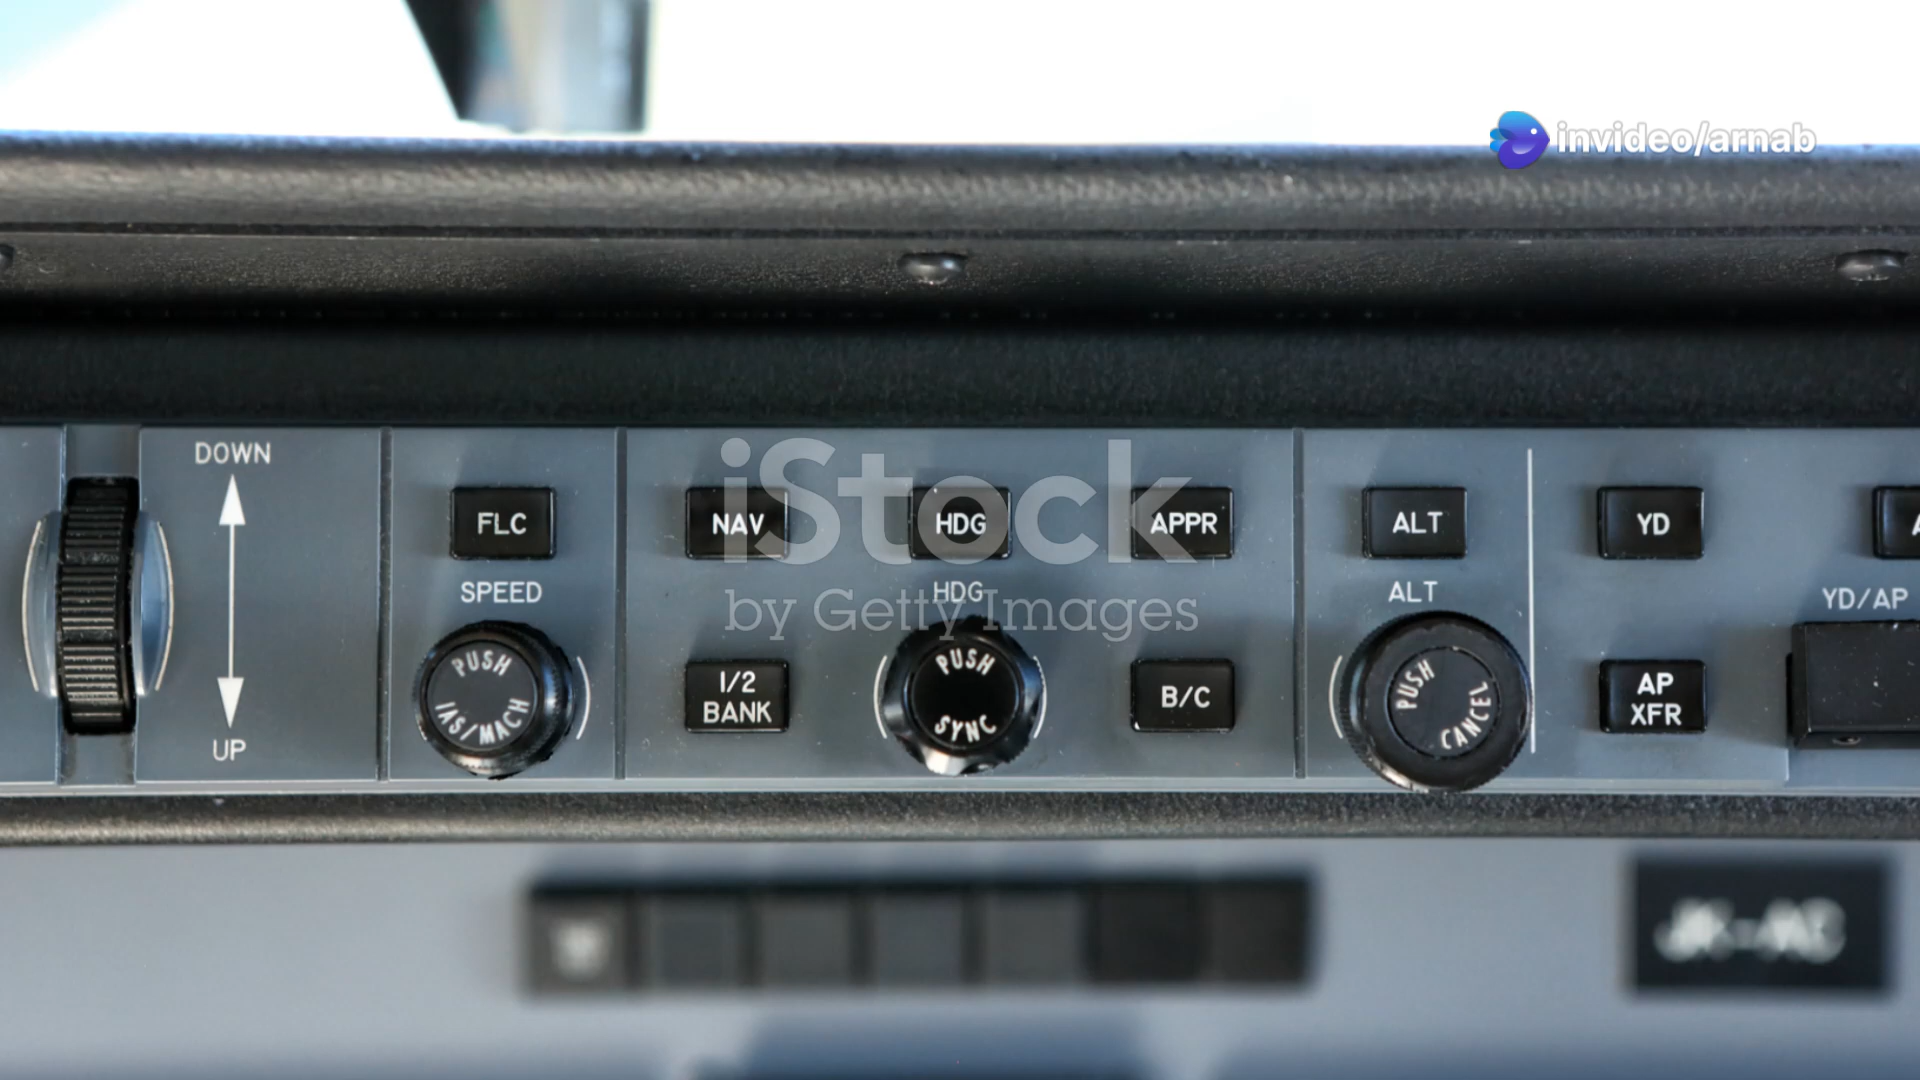 invideo/arnab
iStock
by Getty Images
DOWN
UP
FLC
SPEED
PUSH
IAS/MACH
NAV
HDG
APPR
HDG
1/2
BANK
PUSH
SYNC
B/C
ALT
ALT
PUSH
CANCEL
YD
YD/AP
AP
XFR